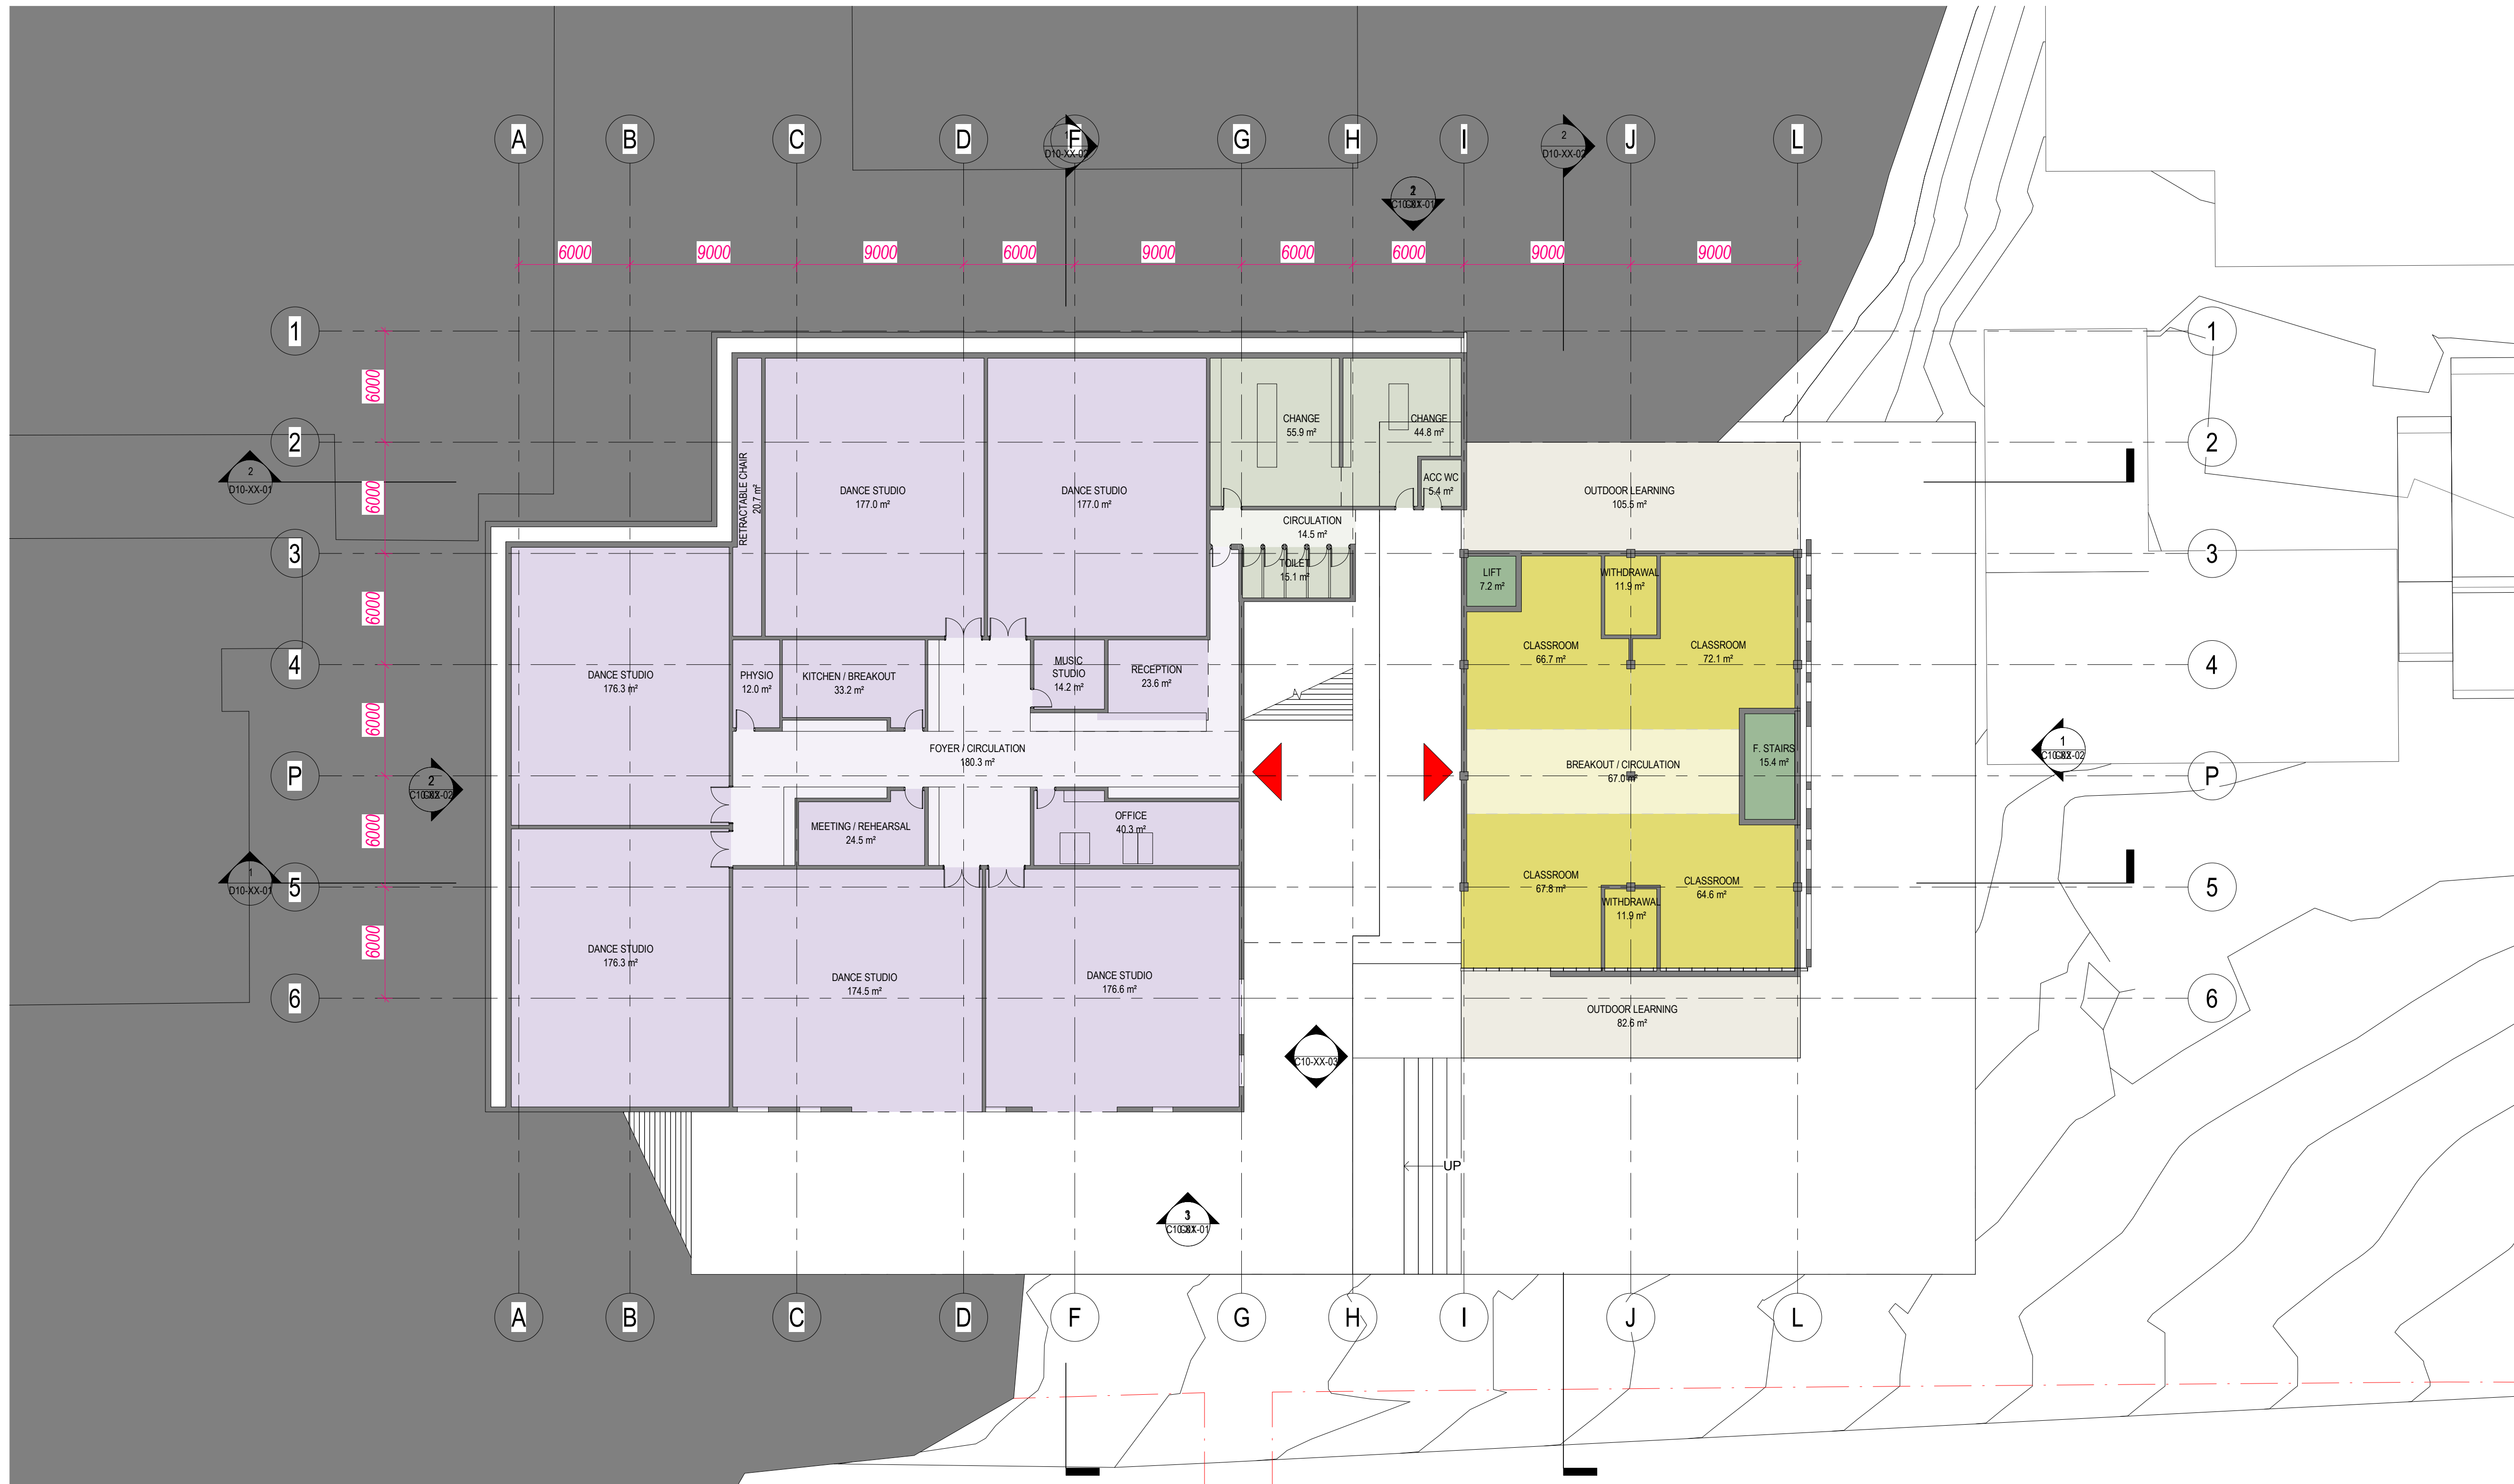 A
B
C
D
F
G
H
I
J
L
1
D10-XX-02
2
D10-XX-02
2
6000
9000
9000
6000
9000
6000
6000
9000
9000
1
1
6000
2
2
6000
2
D10-XX-01
3
3
6000
4
4
6000
P
P
6000
5
5
6000
6
6
RETRACTABLE CHAIR
20.7 m²
DANCE STUDIO
177.0 m²
DANCE STUDIO
177.0 m²
CHANGE
55.9 m²
CHANGE
44.8 m²
ACC WC
5.4 m²
CIRCULATION
14.5 m²
TOILET
15.1 m²
OUTDOOR LEARNING
105.5 m²
LIFT
7.2 m²
WITHDRAWAL
11.9 m²
CLASSROOM
66.7 m²
CLASSROOM
72.1 m²
DANCE STUDIO
176.3 m²
PHYSIO
12.0 m²
KITCHEN / BREAKOUT
33.2 m²
MUSIC
STUDIO
14.2 m²
RECEPTION
23.6 m²
FOYER / CIRCULATION
180.3 m²
BREAKOUT / CIRCULATION
67.0 m²
F. STAIRS
15.4 m²
1
2
MEETING / REHEARSAL
24.5 m²
OFFICE
40.3 m²
1
D10-XX-01
CLASSROOM
67.8 m²
CLASSROOM
64.6 m²
WITHDRAWAL
11.9 m²
DANCE STUDIO
176.3 m²
DANCE STUDIO
174.5 m²
DANCE STUDIO
176.6 m²
OUTDOOR LEARNING
82.6 m²
C10-XX-03
UP
3
A
B
C
D
F
G
H
I
J
L